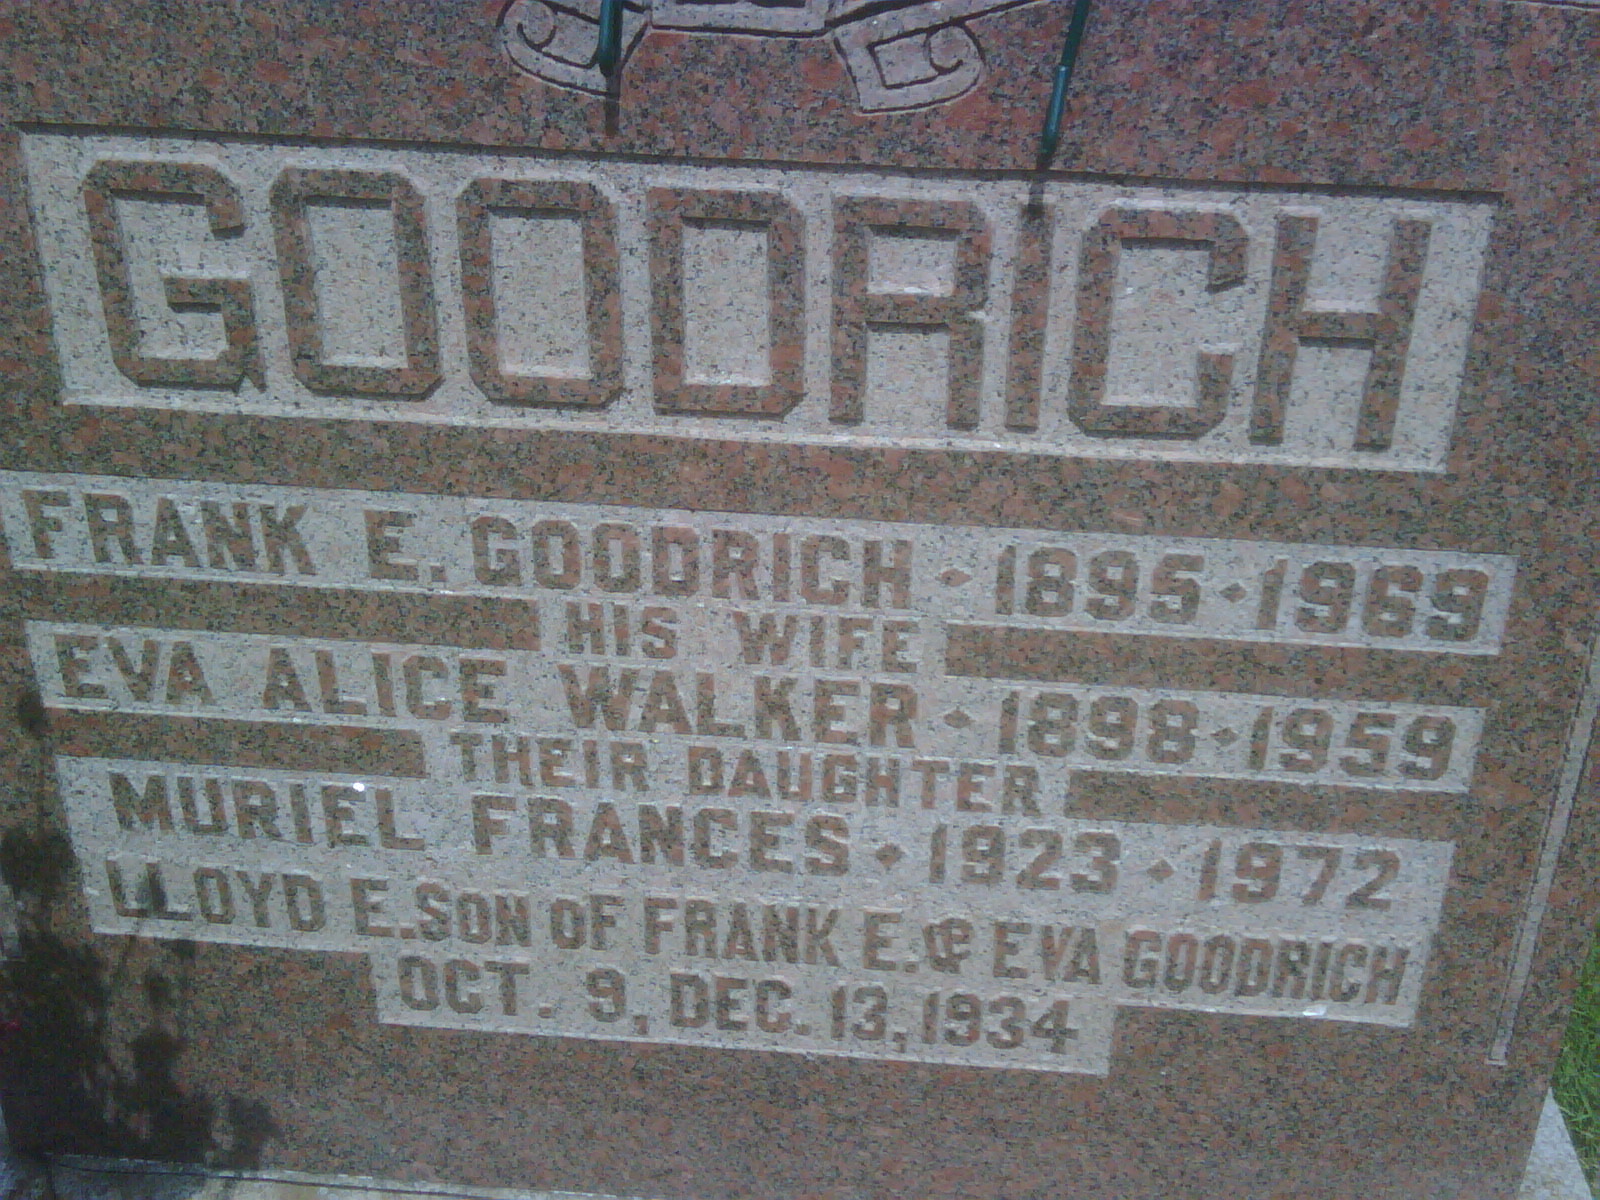 GOODRICH
FRANK E. GOODRICH · 1895 · 1969
HIS WIFE
EVA ALICE WALKER · 1898 · 1959
THEIR DAUGHTER
MURIEL FRANCES · 1923 · 1972
LLOYD E. SON OF FRANK E. & EVA GOODRICH
OCT. 9, DEC. 13, 1934